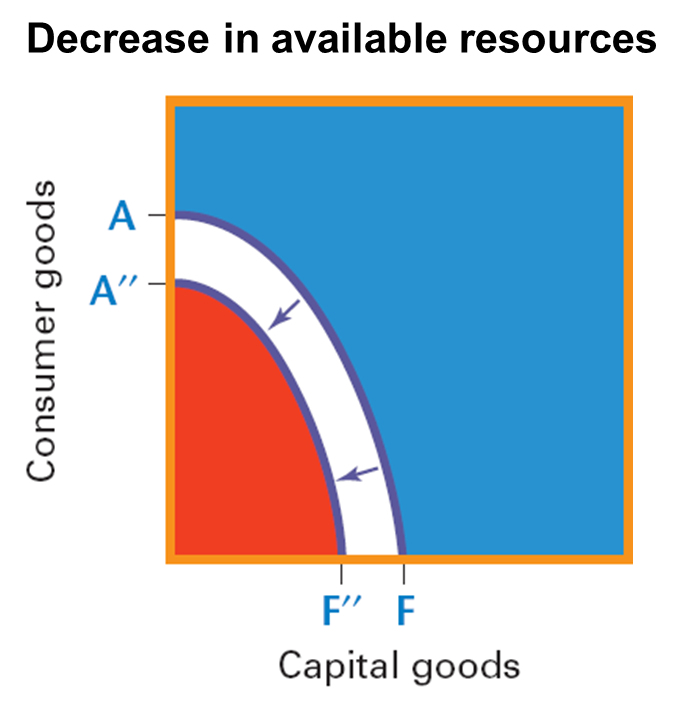 Decrease in available resources
Consumer goods
A
A″
F″ F
Capital goods